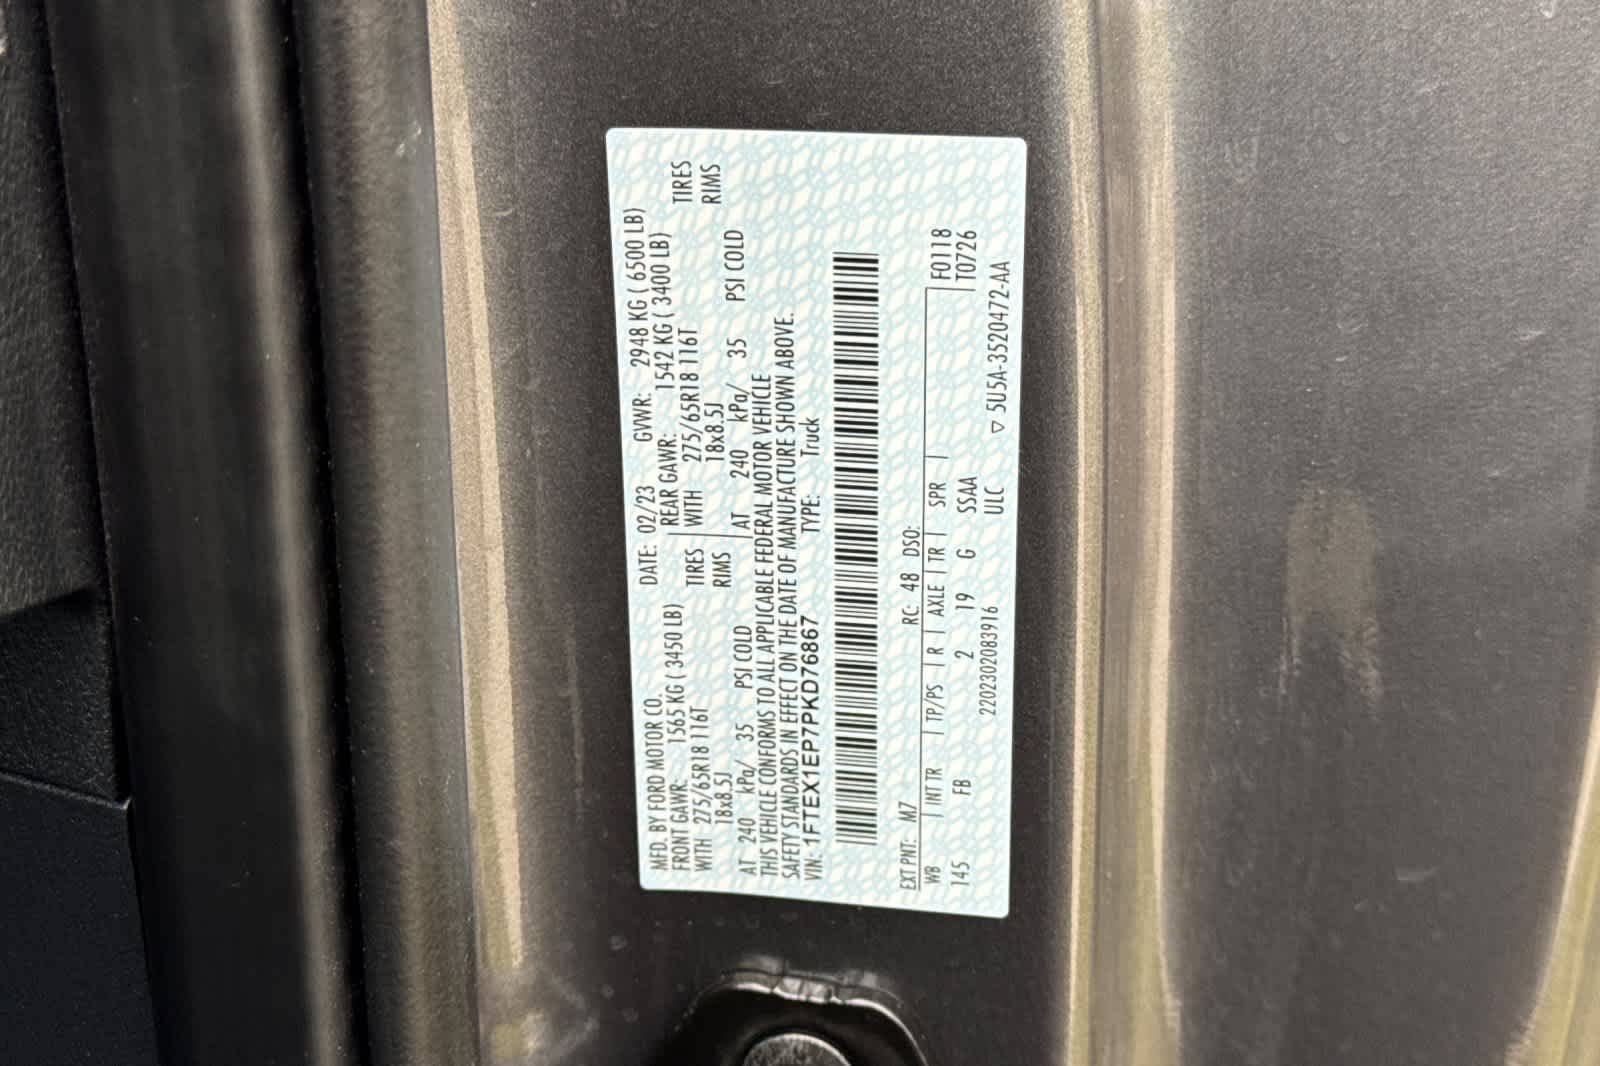 MFD. BY FORD MOTOR CO. DATE: 02/23 GVWR: 2948 KG ( 6500 LB)
FRONT GAWR: 1565 KG ( 3450 LB) REAR GAWR: 1542 KG ( 3400 LB)
WITH 275/65R18 116T TIRES WITH 275/65R18 116T TIRES
18x8.5J RIMS 18x8.5J RIMS
AT 240 kPa/ 35 PSI COLD AT 240 kPa/ 35 PSI COLD
THIS VEHICLE CONFORMS TO ALL APPLICABLE FEDERAL MOTOR VEHICLE
SAFETY STANDARDS IN EFFECT ON THE DATE OF MANUFACTURE SHOWN ABOVE.
VIN: 1FTEX1EP7PKD76867 TYPE: Truck
EXT PNT: M7 RC: 48 DSO:
WB | INT TR | TP/PS | R | AXLE | TR | SPR | F0118
145 FB 2 19 G SSAA T0726
220230208391​6 ULC ▽ 5U5A-3520472-AA